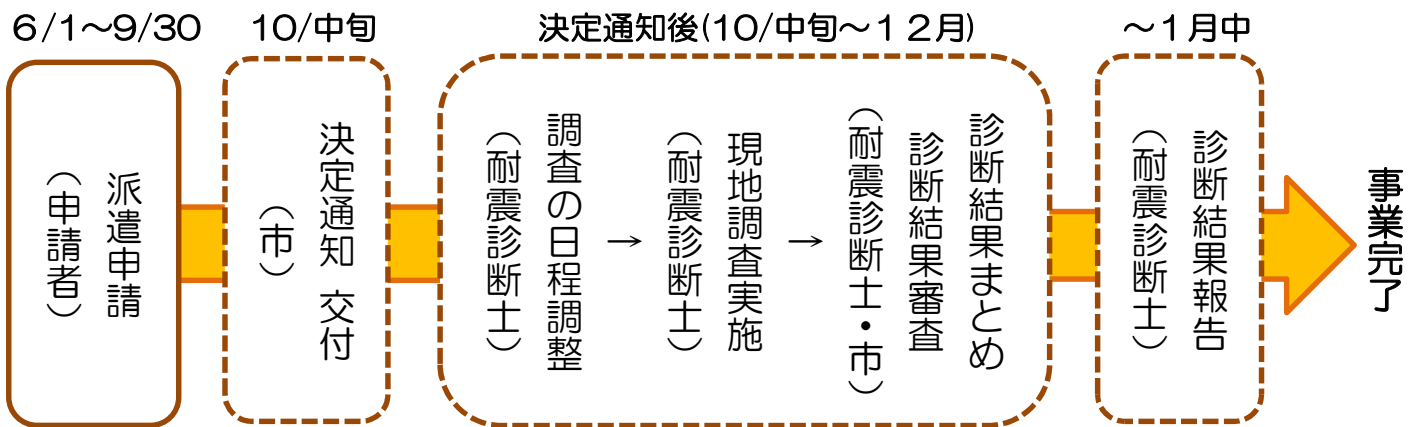 6/1～9/30
派遣申請
(申請者)
10/中旬
決定通知 交付
(市)
決定通知後(10/中旬～１２月)
調査の日程調整
(耐震診断士)
→
現地調査実施
(耐震診断士)
→
診断結果まとめ
診断結果審査
(耐震診断士・市)
～１月中
診断結果報告
(耐震診断士)
事業完了